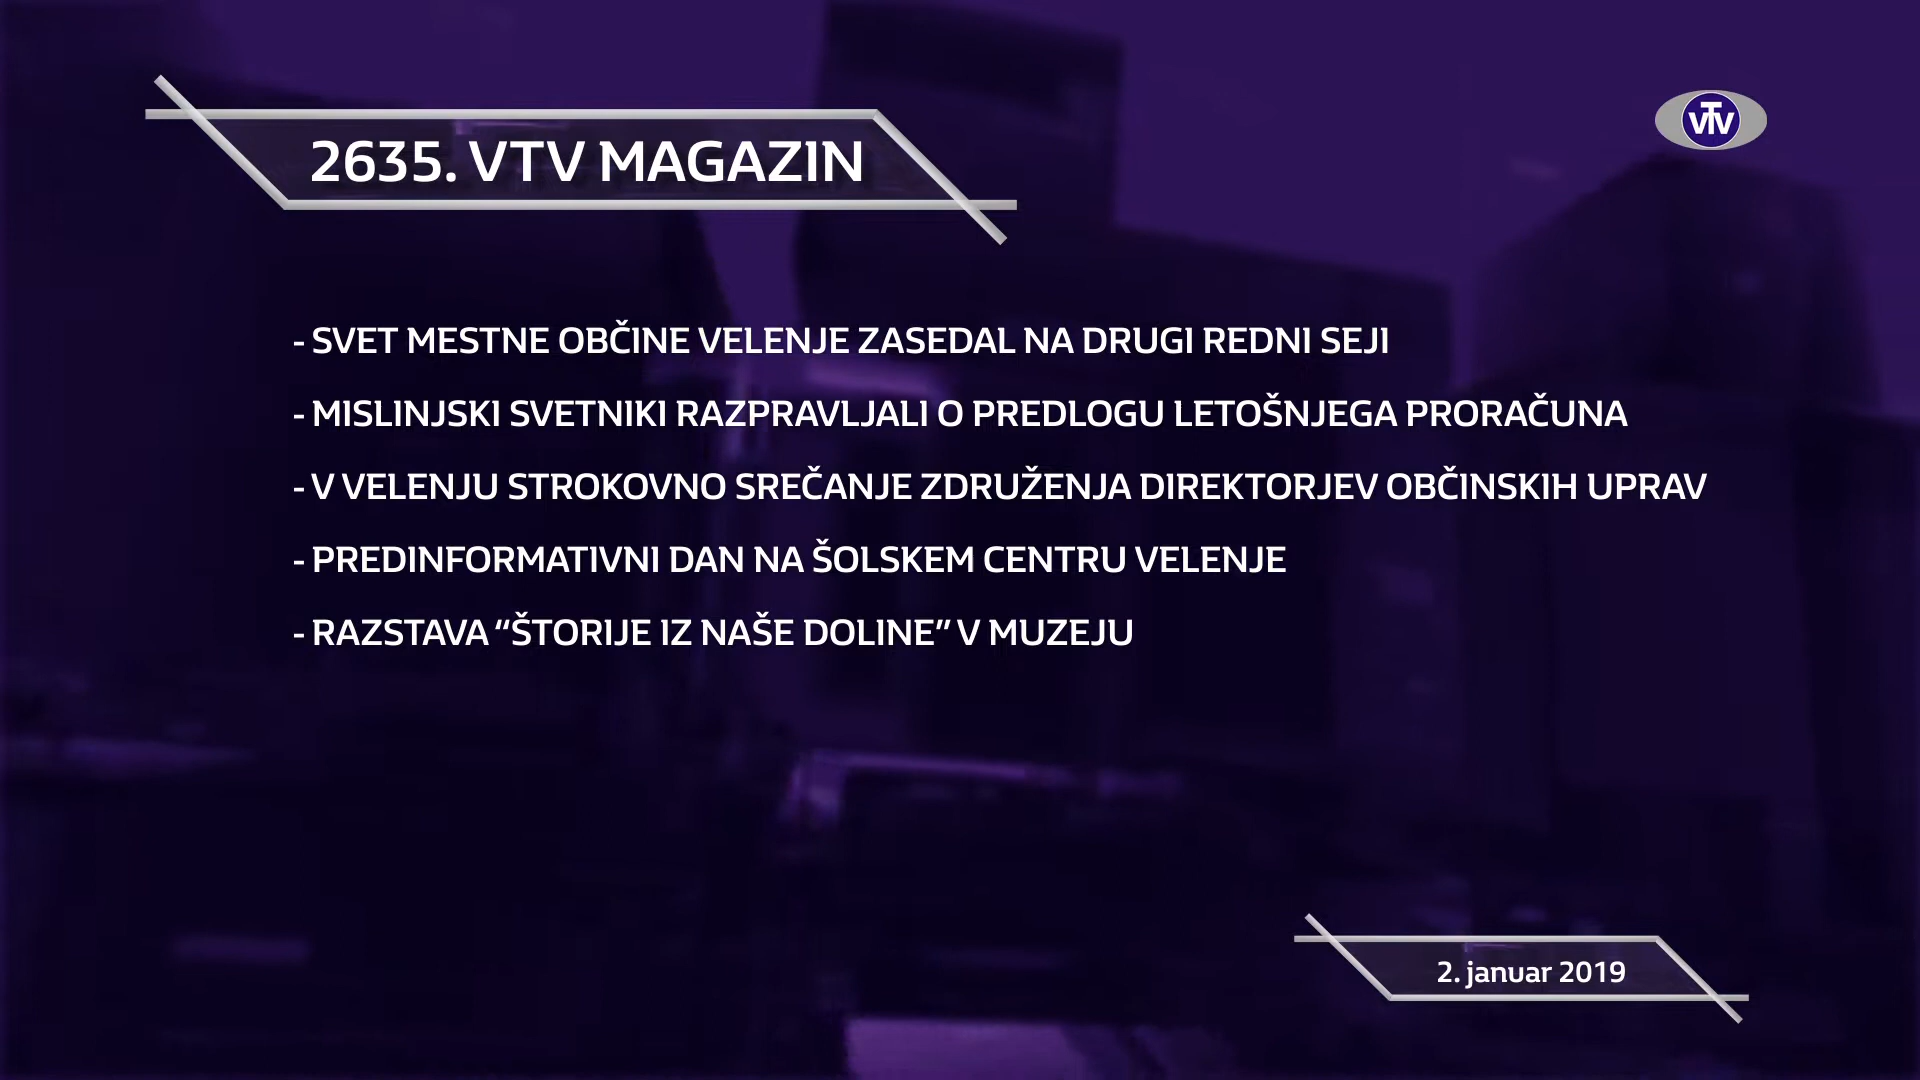 2635. VTV MAGAZIN
VTV
- SVET MESTNE OBČINE VELENJE ZASEDAL NA DRUGI REDNI SEJI
- MISLINJSKI SVETNIKI RAZPRAVLJALI O PREDLOGU LETOŠNJEGA PRORAČUNA
- V VELENJU STROKOVNO SREČANJE ZDRUŽENJA DIREKTORJEV OBČINSKIH UPRAV
- PREDINFORMATIVNI DAN NA ŠOLSKEM CENTRU VELENJE
- RAZSTAVA “ŠTORIJE IZ NAŠE DOLINE” V MUZEJU
2. januar 2019